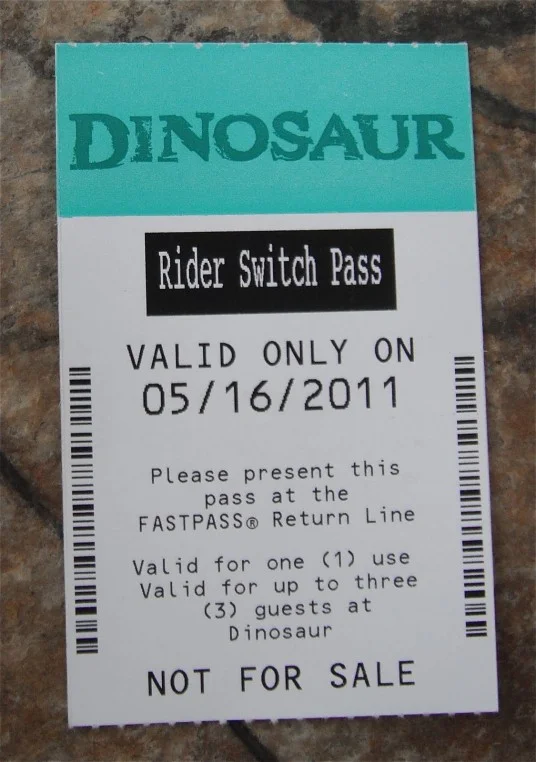 DINOSAUR
Rider Switch Pass
VALID ONLY ON
05/16/2011
Please present this
pass at the
FASTPASS® Return Line
Valid for one (1) use
Valid for up to three
(3) guests at
Dinosaur
NOT FOR SALE